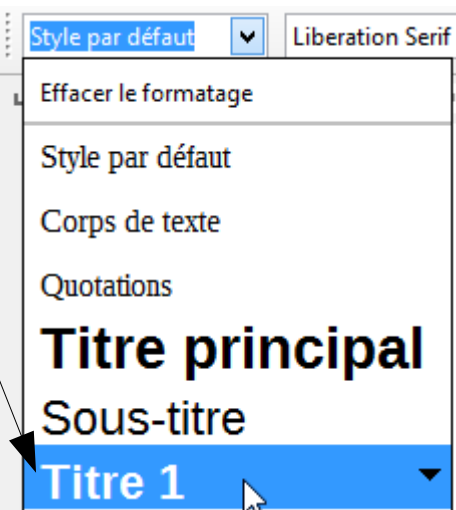 Style par défaut Liberation Serif
Effacer le formatage
Style par défaut
Corps de texte
Quotations
Titre principal
Sous-titre
Titre 1